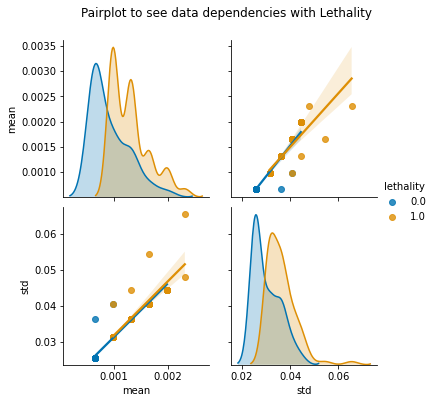 Pairplot to see data dependencies with Lethality
0.0035
0.0030
0.0025
0.0020
0.0015
0.0010
mean
lethality
0.0
1.0
0.06
0.05
0.04
0.03
std
0.001 0.002
mean
0.02 0.04 0.06
std